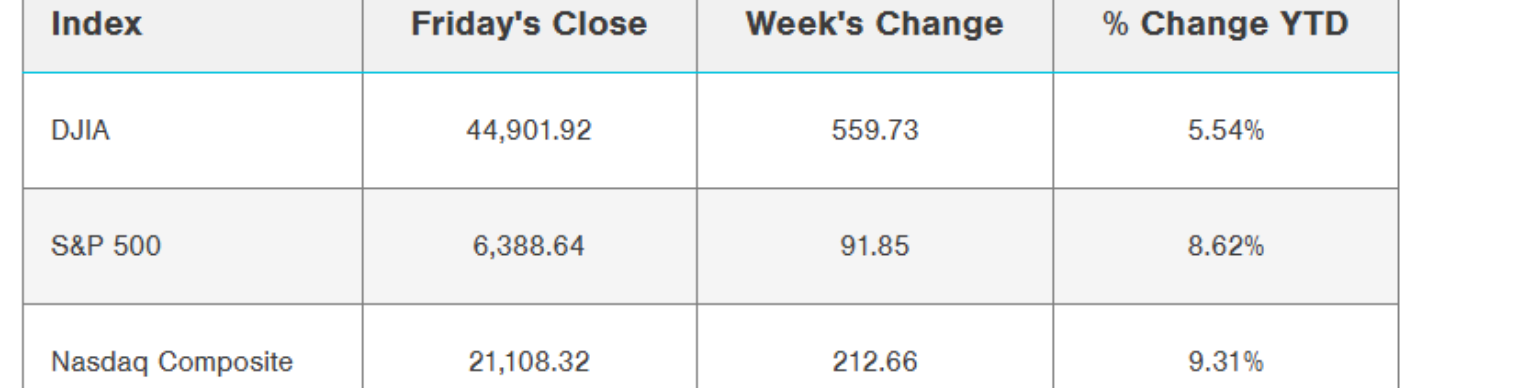 Index Friday's Close Week's Change % Change YTD
DJIA 44,901.92 559.73 5.54%
S&P 500 6,388.64 91.85 8.62%
Nasdaq Composite 21,108.32 212.66 9.31%